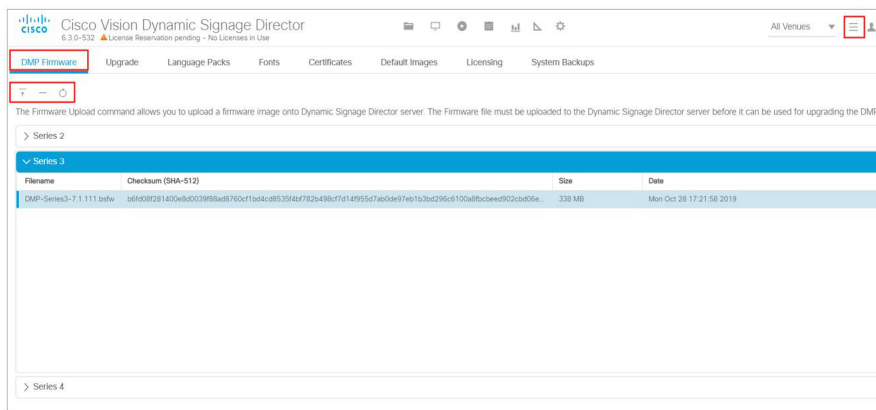 CISCO
Cisco Vision Dynamic Signage Director
6.3.0-532 License Reservation pending - No Licenses in Use
All Venues
DMP Firmware Upgrade Language Packs Fonts Certificates Default Images Licensing System Backups
The Firmware Upload command allows you to upload a firmware image onto Dynamic Signage Director server. The Firmware file must be uploaded to the Dynamic Signage Director server before it can be used for upgrading the DMP
Series 2
Series 3
Filename Checksum (SHA-512) Size Date
DMP-Series3-7.1.111.bsfw b6fd08f281400e8d0039f88ad8760cf1bd4cd8535f4bf782b498cf7d14f955d7ab0de97eb1b3bd296c6100a8fbcbeed902cbd06e... 338 MB Mon Oct 28 17:21:58 2019
Series 4